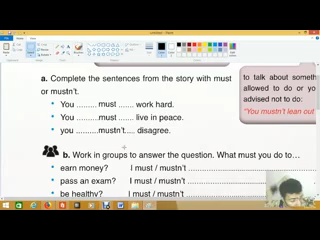 a. Complete the sentences from the story with must
or mustn't.
• You ......... must ....... work hard.
• You .........must ....... live in peace.
• you .........mustn't..... disagree.
b. Work in groups to answer the question. What must you do to…
earn money? I must / mustn't
pass an exam? I must / mustn't
be healthy? I must / mustn't
to talk about someth
allowed to do or yo
advised not to do:
"You mustn't lean out